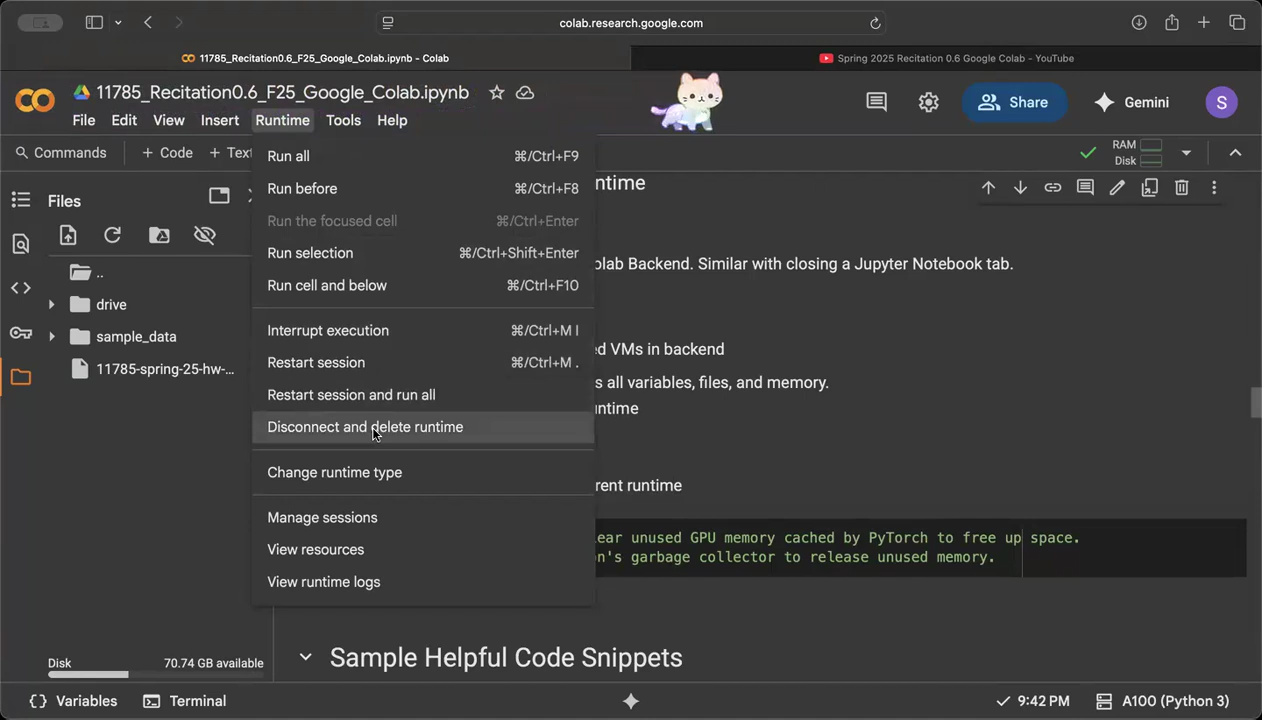 colab.research.google.com
11785_Recitation0.6_F25_Google_Colab.ipynb - Colab
Spring 2025 Recitation 0.6 Google Colab - YouTube
11785_Recitation0.6_F25_Google_Colab.ipynb
File Edit View Insert Runtime Tools Help
Share
Gemini
S
Commands + Code + Text
RAM
Disk
Files
..
drive
sample_data
11785-spring-25-hw-...
Disk 70.74 GB available
Run all ⌘/Ctrl+F9
Run before ⌘/Ctrl+F8
Run the focused cell ⌘/Ctrl+Enter
Run selection ⌘/Ctrl+Shift+Enter
Run cell and below ⌘/Ctrl+F10
Interrupt execution ⌘/Ctrl+M I
Restart session ⌘/Ctrl+M .
Restart session and run all
Disconnect and delete runtime
Change runtime type
Manage sessions
View resources
View runtime logs
ntime
olab Backend. Similar with closing a Jupyter Notebook tab.
ed VMs in backend
s all variables, files, and memory.
untime
rent runtime
ear unused GPU memory cached by PyTorch to free up space.
n's garbage collector to release unused memory.
Sample Helpful Code Snippets
{} Variables Terminal
9:42 PM
A100 (Python 3)